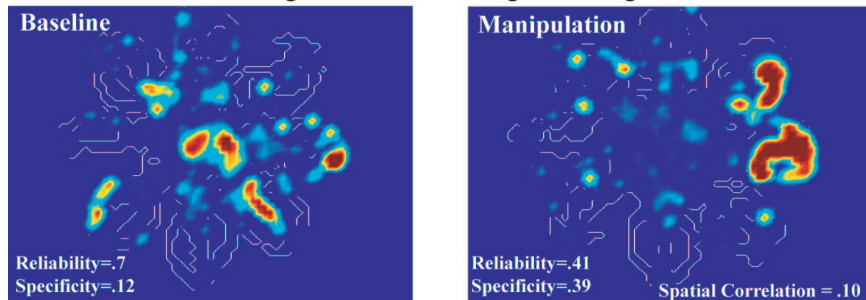 Baseline
Reliability=.7
Specificity=.12
Manipulation
Reliability=.41
Specificity=.39
Spatial Correlation = .10